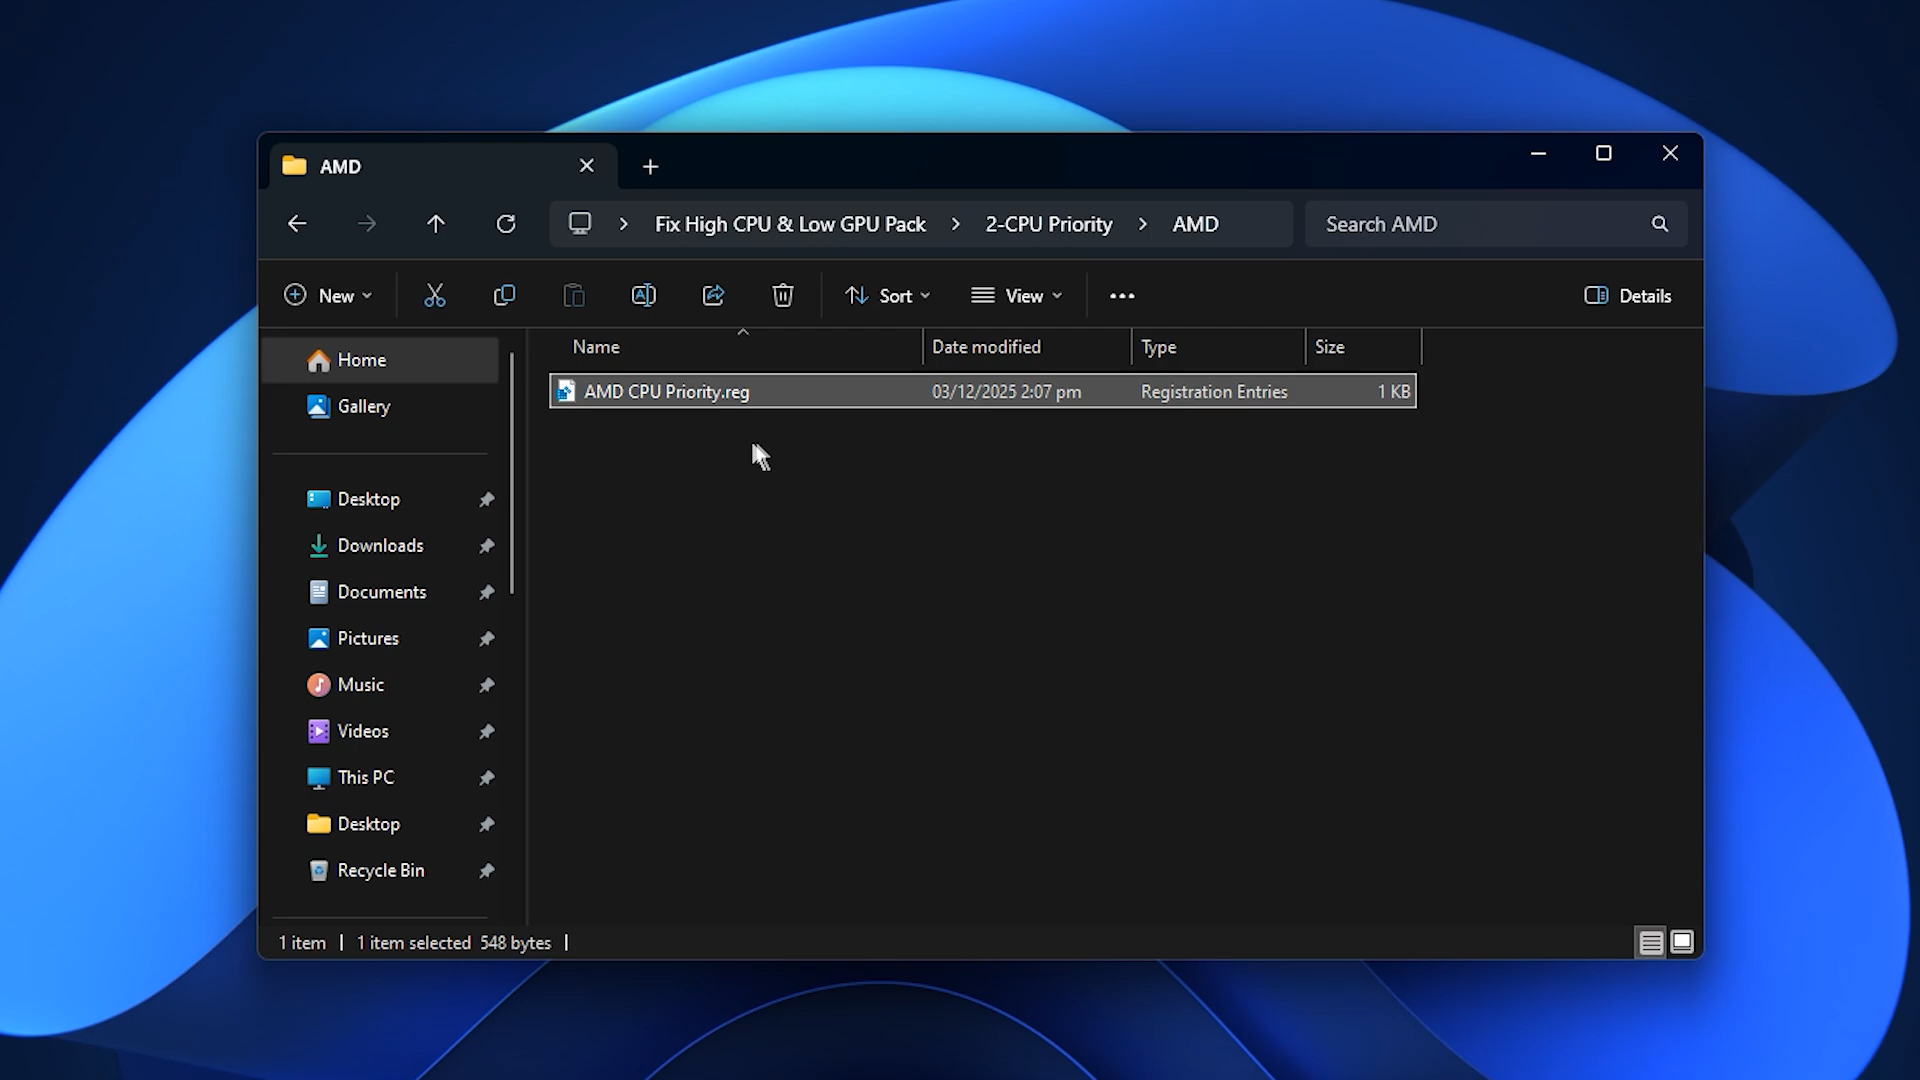 AMD
Fix High CPU & Low GPU Pack > 2-CPU Priority > AMD
Search AMD
New
Sort
View
Details
Name
Date modified
Type
Size
AMD CPU Priority.reg
03/12/2025 2:07 pm
Registration Entries
1 KB
Home
Gallery
Desktop
Downloads
Documents
Pictures
Music
Videos
This PC
Desktop
Recycle Bin
1 item | 1 item selected 548 bytes |